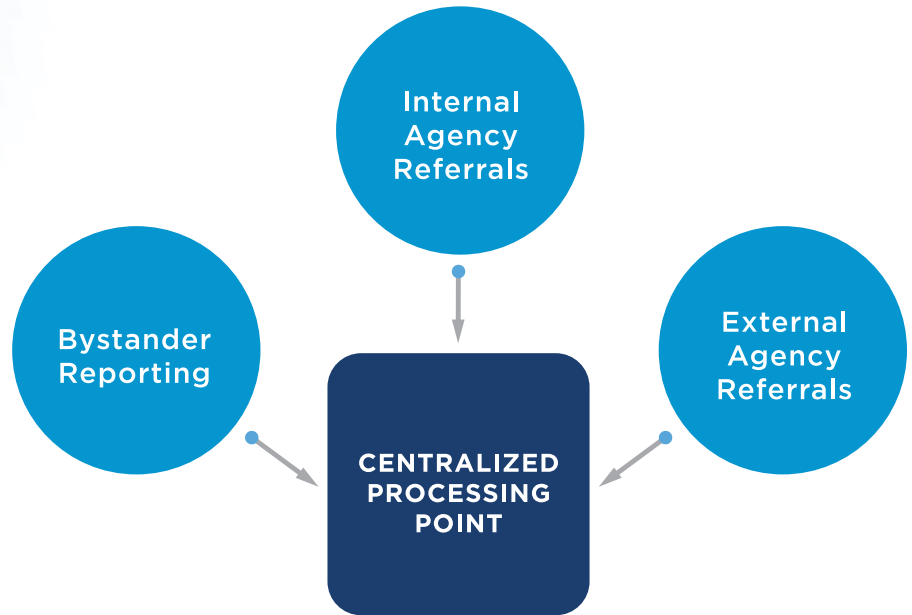 Internal
Agency
Referrals
Bystander
Reporting
External
Agency
Referrals
CENTRALIZED
PROCESSING
POINT